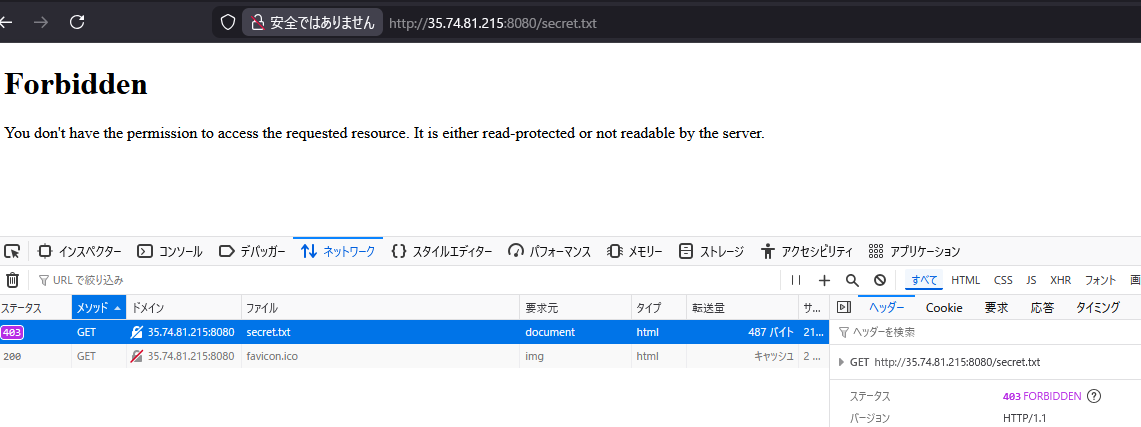 安全ではありません http://35.74.81.215:8080/secret.txt
Forbidden
You don't have the permission to access the requested resource. It is either read-protected or not readable by the server.
インスペクター コンソール デバッガー ネットワーク スタイルエディター パフォーマンス メモリー ストレージ アクセシビリティ アプリケーション
URL で絞り込み すべて HTML CSS JS XHR フォント 画
ステータス メソッド ドメイン ファイル 要求元 タイプ 転送量 サ... ヘッダー Cookie 要求 応答 タイミング
403 GET 35.74.81.215:8080 secret.txt document html 487 バイト 21...
ヘッダーを検索
200 GET 35.74.81.215:8080 favicon.ico img html キャッシュ 2 ...
GET http://35.74.81.215:8080/secret.txt
ステータス 403 FORBIDDEN
バージョン HTTP/1.1